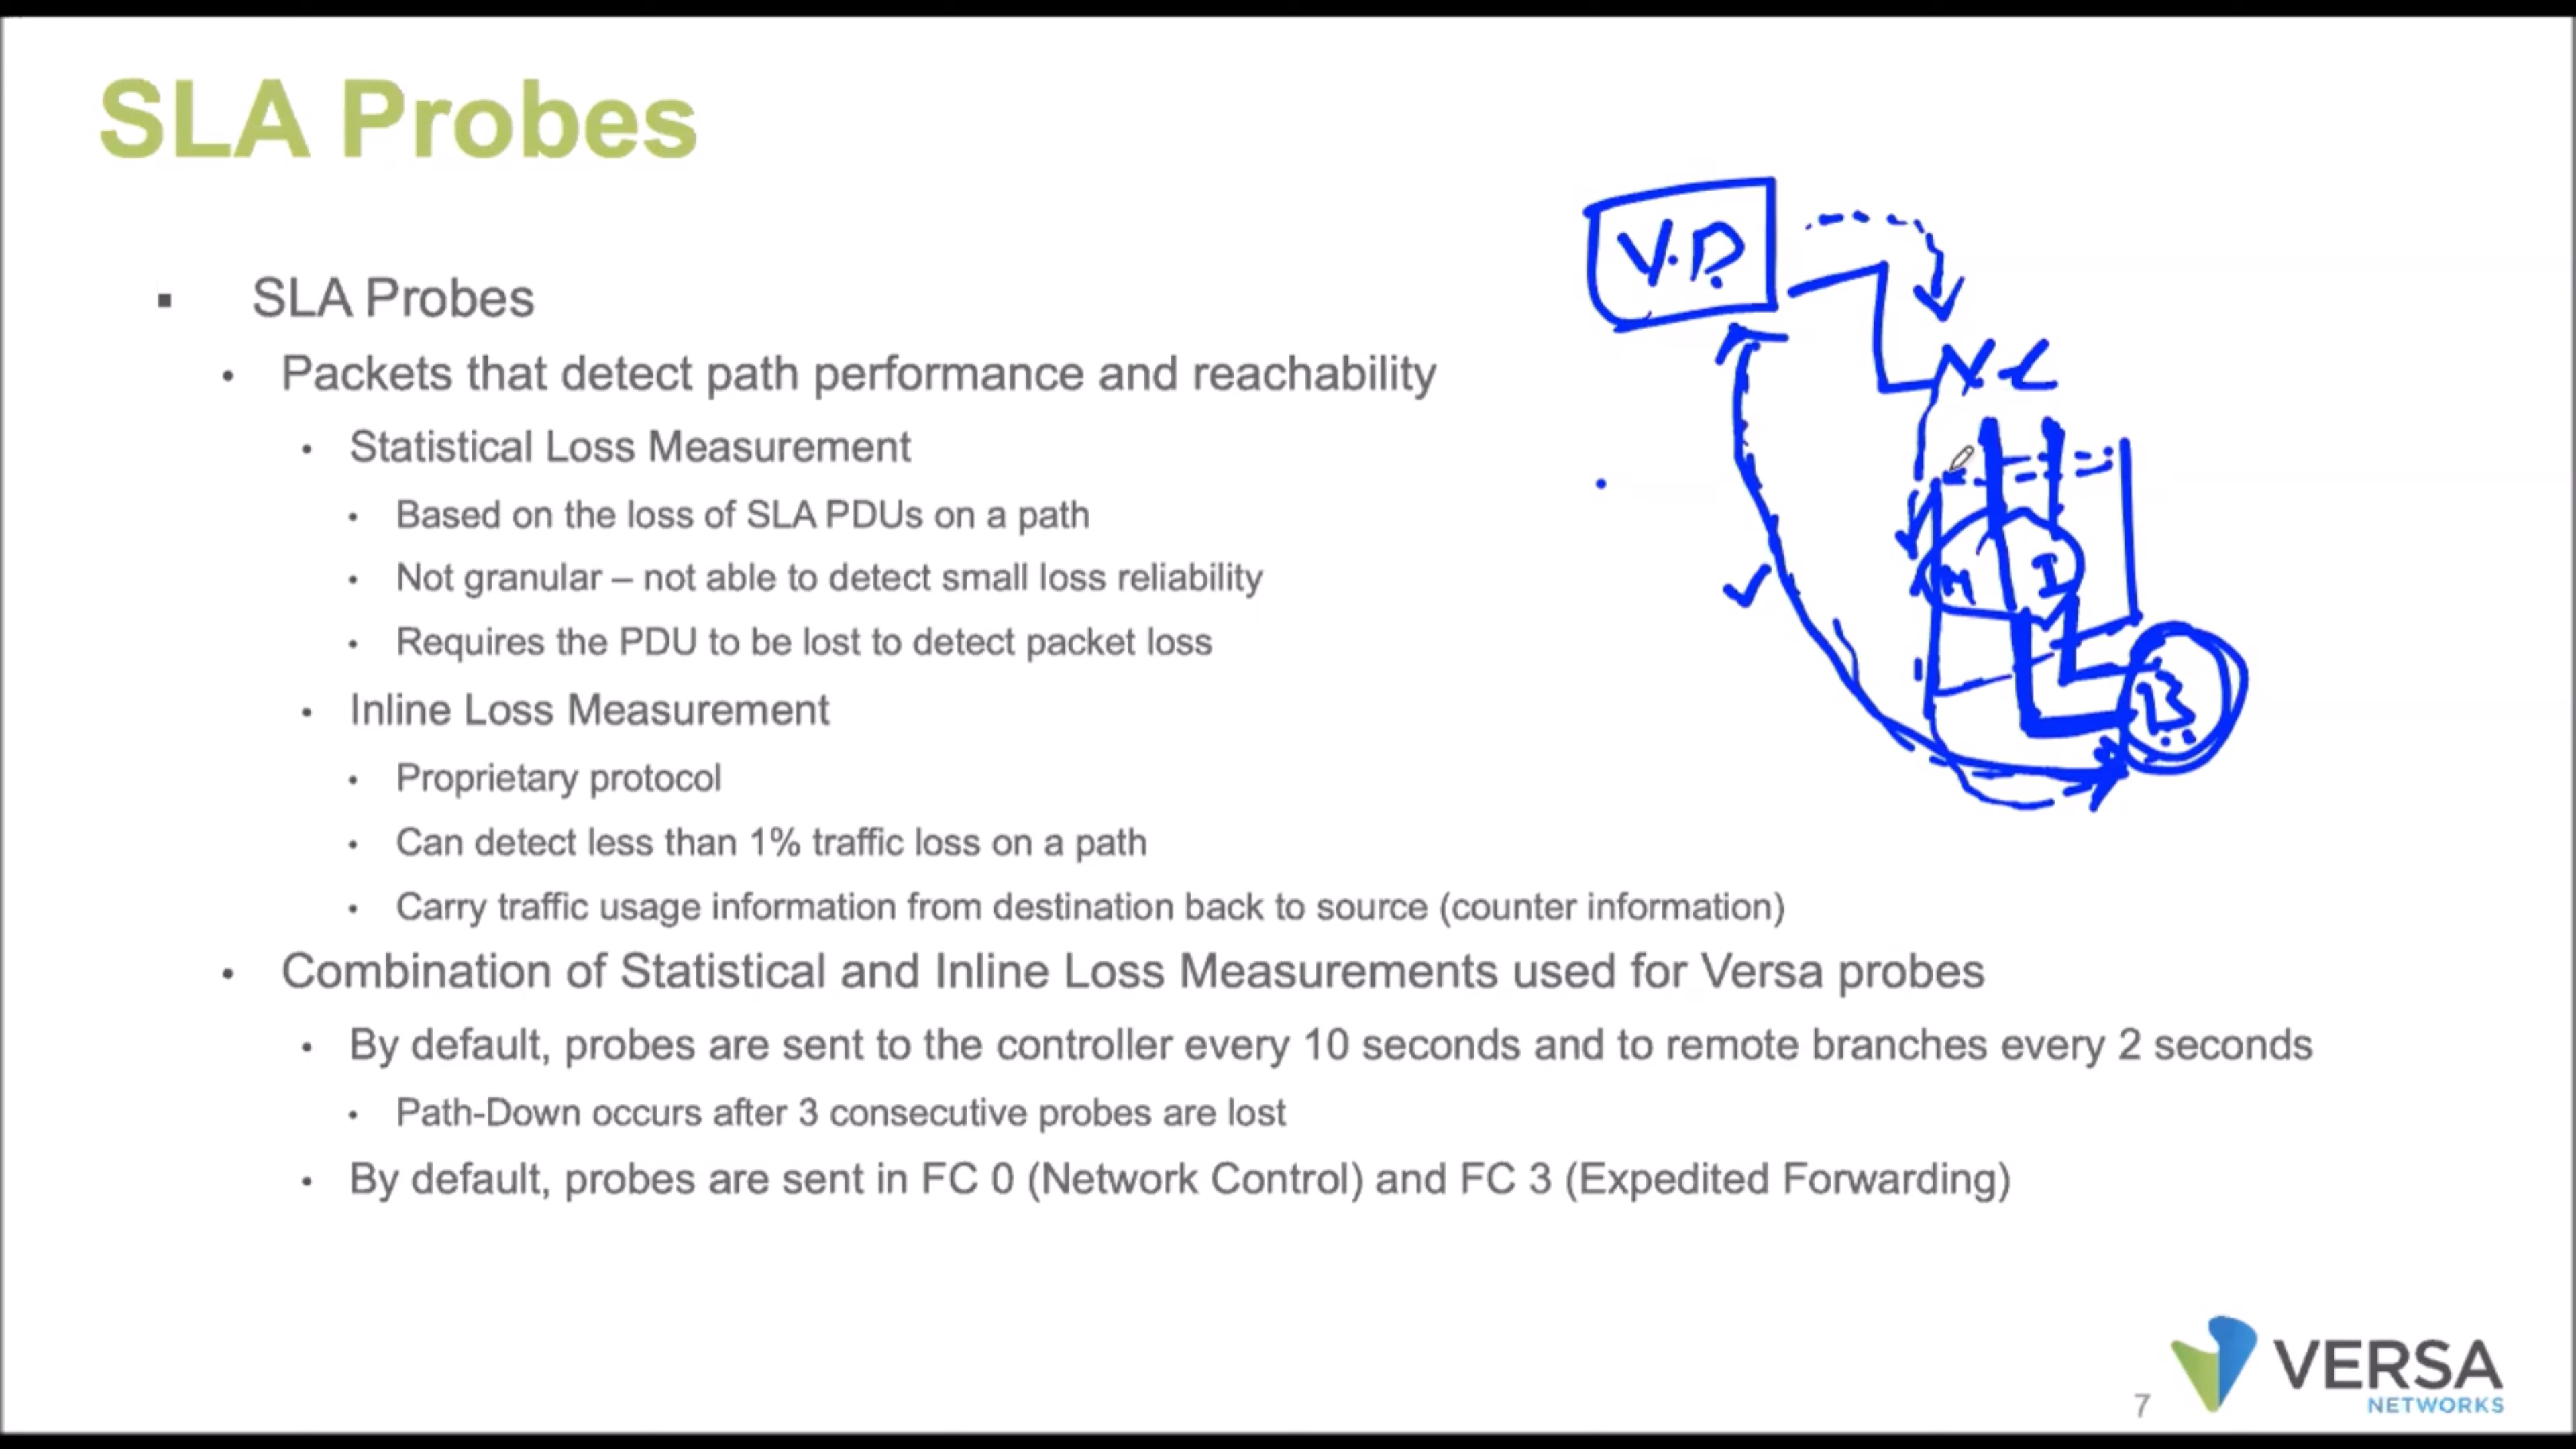 SLA Probes
▪ SLA Probes
• Packets that detect path performance and reachability
• Statistical Loss Measurement
• Based on the loss of SLA PDUs on a path
• Not granular – not able to detect small loss reliability
• Requires the PDU to be lost to detect packet loss
• Inline Loss Measurement
• Proprietary protocol
• Can detect less than 1% traffic loss on a path
• Carry traffic usage information from destination back to source (counter information)
• Combination of Statistical and Inline Loss Measurements used for Versa probes
• By default, probes are sent to the controller every 10 seconds and to remote branches every 2 seconds
• Path-Down occurs after 3 consecutive probes are lost
• By default, probes are sent in FC 0 (Network Control) and FC 3 (Expedited Forwarding)
V.D.
M
I
B
7
VERSA
NETWORKS